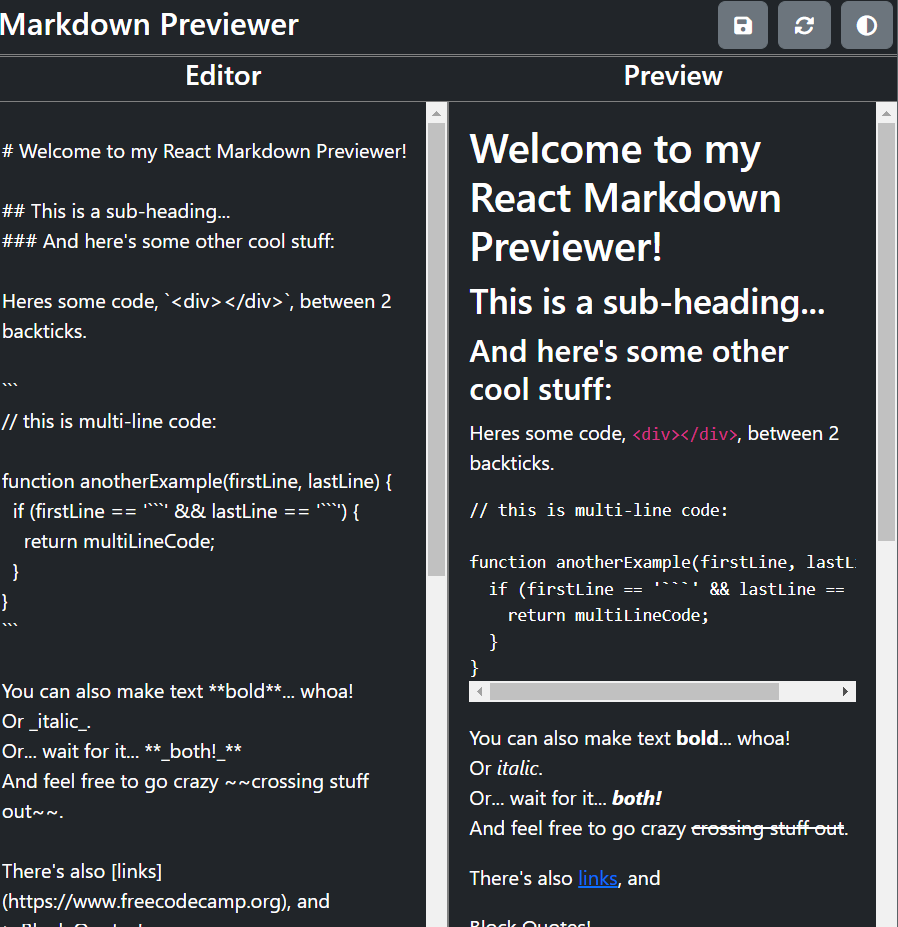 Markdown Previewer
Editor
Preview
# Welcome to my React Markdown Previewer!
## This is a sub-heading...
### And here's some other cool stuff:
Heres some code, `<div></div>`, between 2
backticks.
```
// this is multi-line code:
function anotherExample(firstLine, lastLine) {
  if (firstLine == '```' && lastLine == '```') {
    return multiLineCode;
  }
}
```
You can also make text **bold**... whoa!
Or _italic_.
Or... wait for it... **_both!_**
And feel free to go crazy ~~crossing stuff
out~~.
There's also [links]
(https://www.freecodecamp.org), and
Welcome to my
React Markdown
Previewer!
This is a sub-heading...
And here's some other
cool stuff:
Heres some code, <div></div>, between 2
backticks.
// this is multi-line code:
function anotherExample(firstLine, lastL
  if (firstLine == '```' && lastLine ==
    return multiLineCode;
  }
}
You can also make text bold... whoa!
Or italic.
Or... wait for it... both!
And feel free to go crazy crossing stuff out.
There's also links, and
Block Quotes!